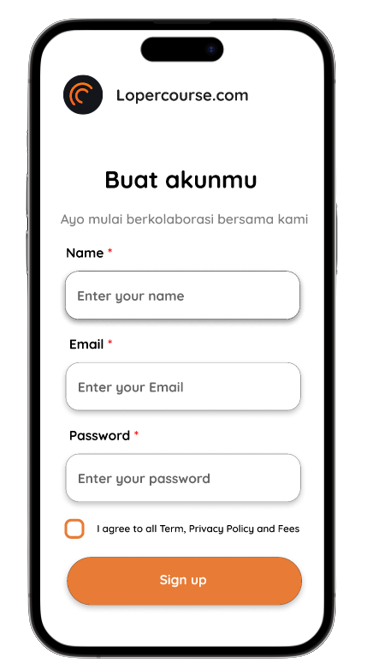 Lopercourse.com
Buat akunmu
Ayo mulai berkolaborasi bersama kami
Name *
Enter your name
Email *
Enter your Email
Password *
Enter your password
I agree to all Term, Privacy Policy and Fees
Sign up